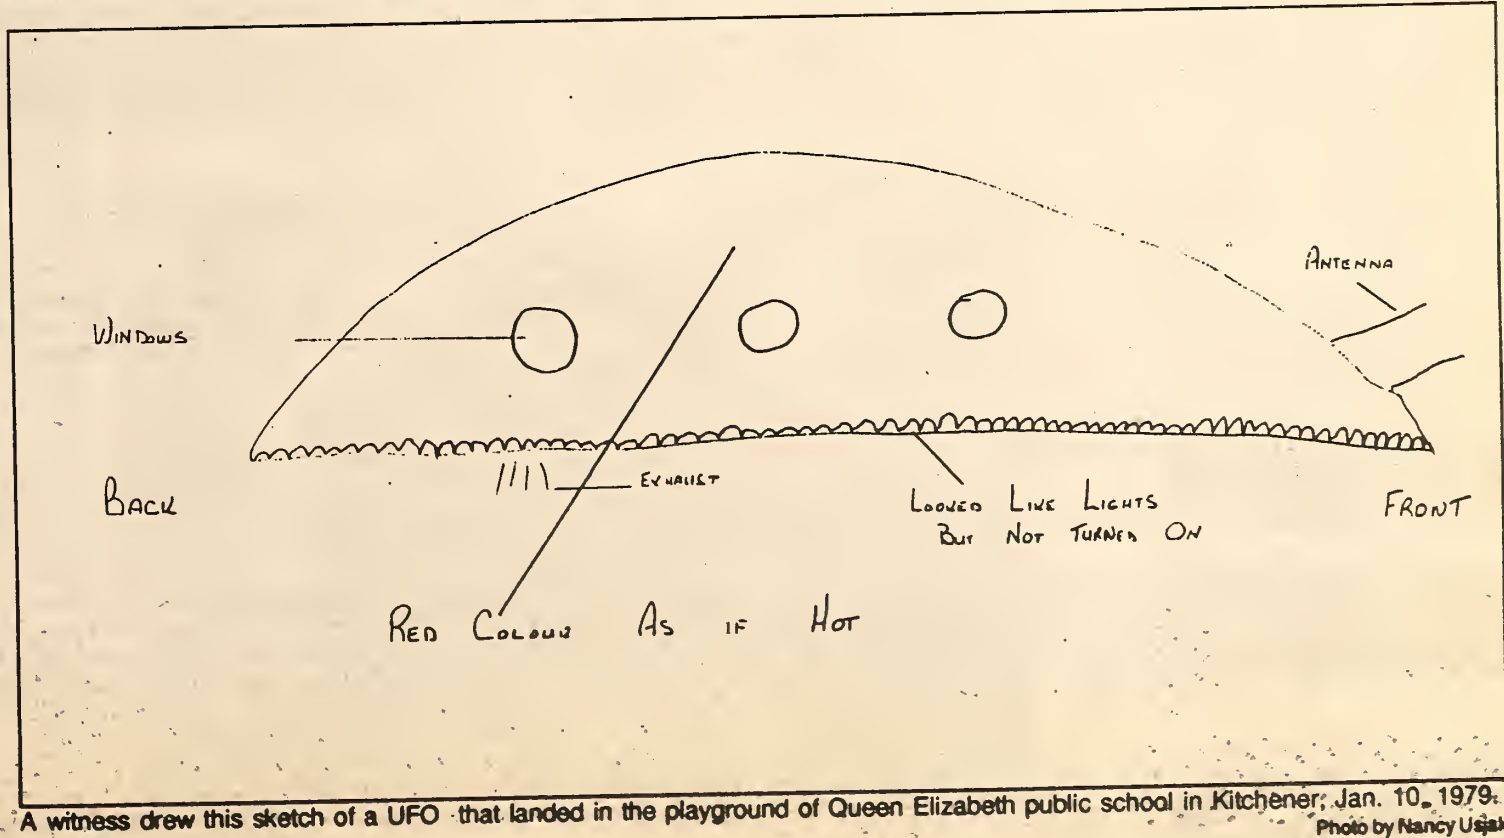 ANTENNA
WINDOWS
EXHAUST
BACK
LOOKED LIKE LIGHTS
BUT NOT TURNED ON
FRONT
RED COLOUR AS IF HOT
A witness drew this sketch of a UFO that landed in the playground of Queen Elizabeth public school in Kitchener, Jan. 10, 1979.
Photo by Nancy